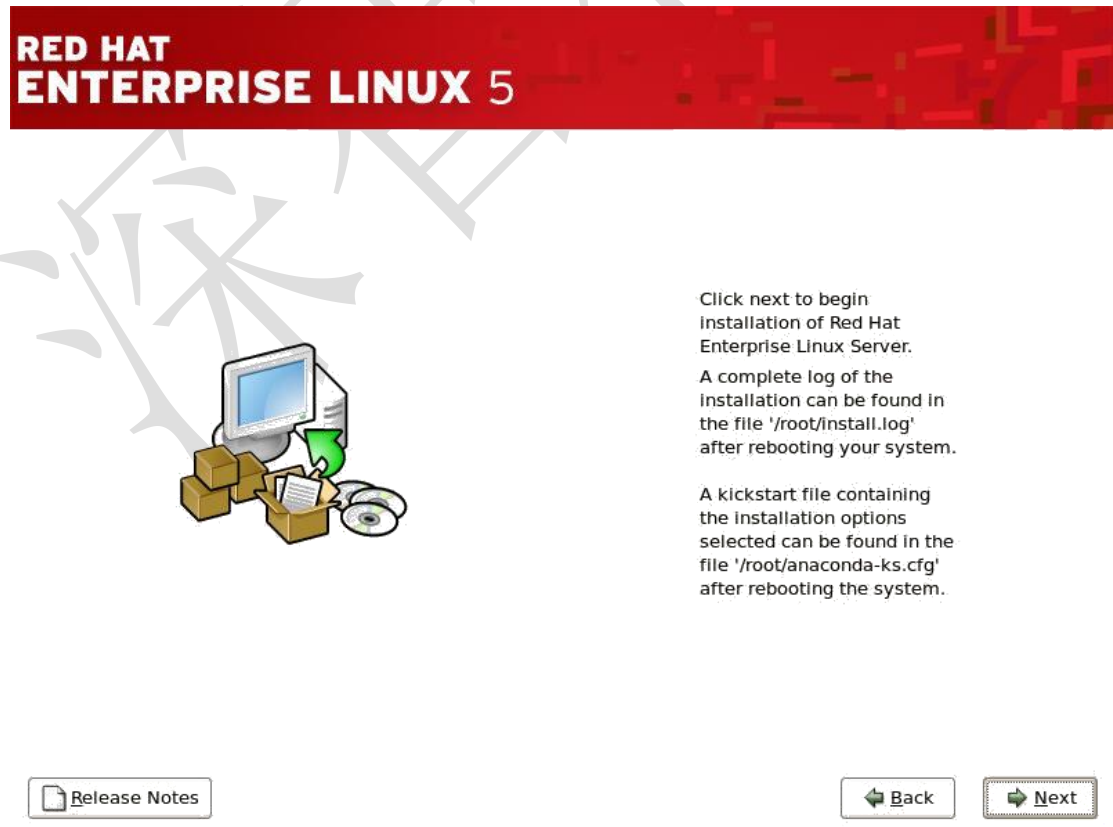 RED HAT
ENTERPRISE LINUX 5
Click next to begin
installation of Red Hat
Enterprise Linux Server.
A complete log of the
installation can be found in
the file '/root/install.log'
after rebooting your system.
A kickstart file containing
the installation options
selected can be found in the
file '/root/anaconda-ks.cfg'
after rebooting the system.
Release Notes
Back
Next